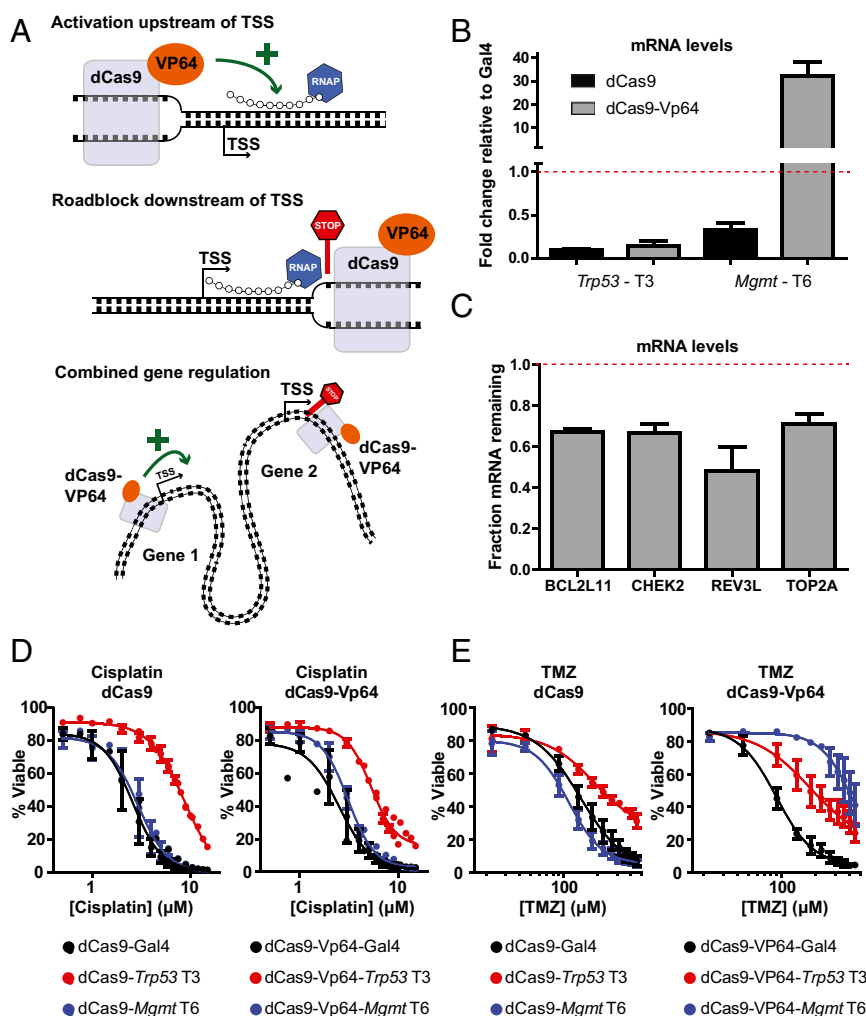 A
Activation upstream of TSS
VP64
dCas9
RNAP
TSS
Roadblock downstream of TSS
STOP
VP64
TSS
RNAP
dCas9
Combined gene regulation
TSS
STOP
dCas9-
VP64
Gene 2
dCas9-
VP64
TSS
Gene 1
B
mRNA levels
Fold change relative to Gal4
40
30
20
10
1.0
0.5
0.0
dCas9
dCas9-Vp64
Trp53 - T3
Mgmt - T6
C
mRNA levels
Fraction mRNA remaining
1.0
0.8
0.6
0.4
0.2
0.0
BCL2L11
CHEK2
REV3L
TOP2A
D
Cisplatin
dCas9
% Viable
100
80
60
40
20
0
1
10
[Cisplatin] (µM)
dCas9-Gal4
dCas9-Trp53 T3
dCas9-Mgmt T6
Cisplatin
dCas9-Vp64
% Viable
100
80
60
40
20
0
1
10
[Cisplatin] (µM)
dCas9-Vp64-Gal4
dCas9-Vp64-Trp53 T3
dCas9-Vp64-Mgmt T6
E
TMZ
dCas9
% Viable
100
80
60
40
20
0
100
[TMZ] (µM)
dCas9-Gal4
dCas9-Trp53 T3
dCas9-Mgmt T6
TMZ
dCas9-Vp64
% Viable
100
80
60
40
20
0
100
[TMZ] (µM)
dCas9-VP64-Gal4
dCas9-VP64-Trp53 T3
dCas9-VP64-Mgmt T6